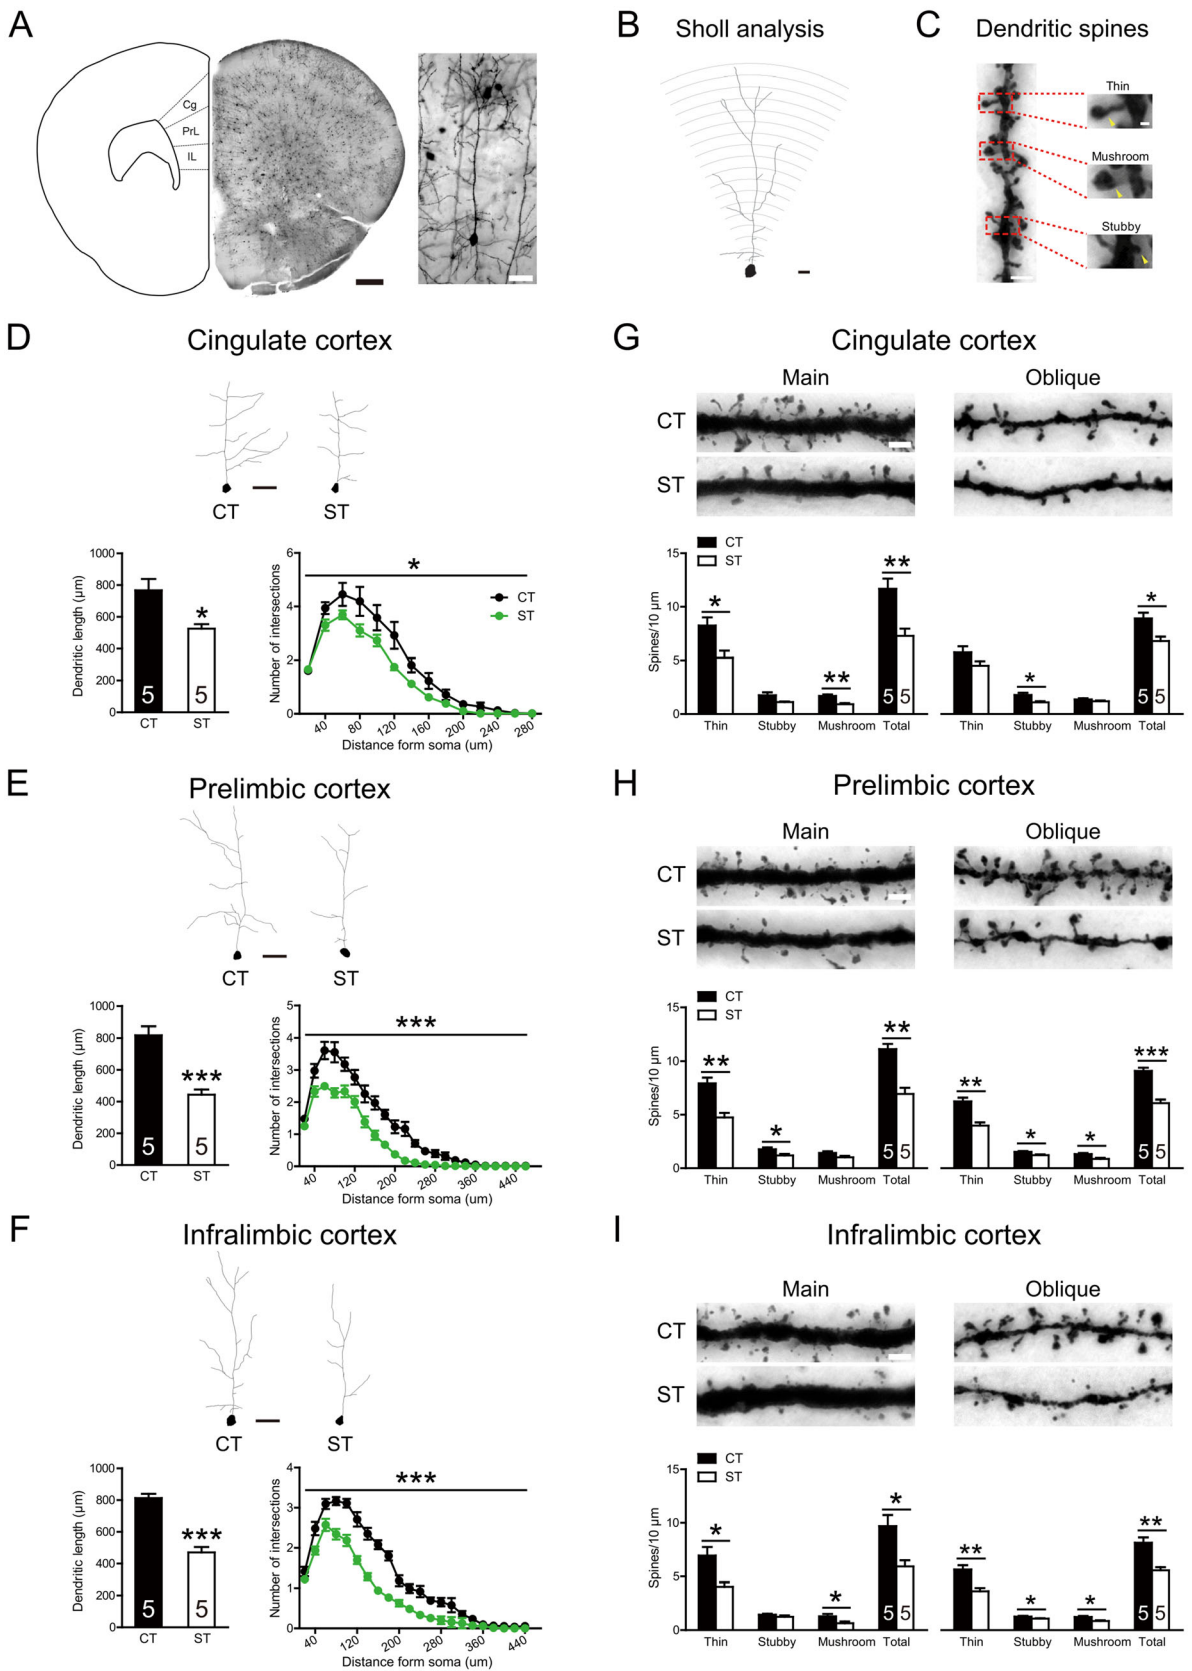 A
Cg
PrL
IL
B Sholl analysis
C Dendritic spines
Thin
Mushroom
Stubby
D Cingulate cortex
CT ST
Dendritic length (µm)
1000
800
600
400
200
0
*
5 5
CT ST
Number of intersections
6
4
2
0
*
CT
ST
40 80 120 160 200 240 280
Distance form soma (um)
E Prelimbic cortex
CT ST
Dendritic length (µm)
1000
800
600
400
200
0
***
5 5
CT ST
Number of intersections
5
4
3
2
1
0
***
40 120 200 280 360 440
Distance form soma (um)
F Infralimbic cortex
CT ST
Dendritic length (µm)
1000
800
600
400
200
0
***
5 5
CT ST
Number of intersections
4
3
2
1
0
***
40 120 200 280 360 440
Distance form soma (um)
G Cingulate cortex
Main Oblique
CT
ST
CT
ST
Spines/10 µm
15
10
5
0
* ** ** * *
5 5 5 5
Thin Stubby Mushroom Total Thin Stubby Mushroom Total
H Prelimbic cortex
Main Oblique
CT
ST
CT
ST
Spines/10 µm
15
10
5
0
** * ** ** * * ***
5 5 5 5
Thin Stubby Mushroom Total Thin Stubby Mushroom Total
I Infralimbic cortex
Main Oblique
CT
ST
CT
ST
Spines/10 µm
15
10
5
0
* * * ** * * **
5 5 5 5
Thin Stubby Mushroom Total Thin Stubby Mushroom Total